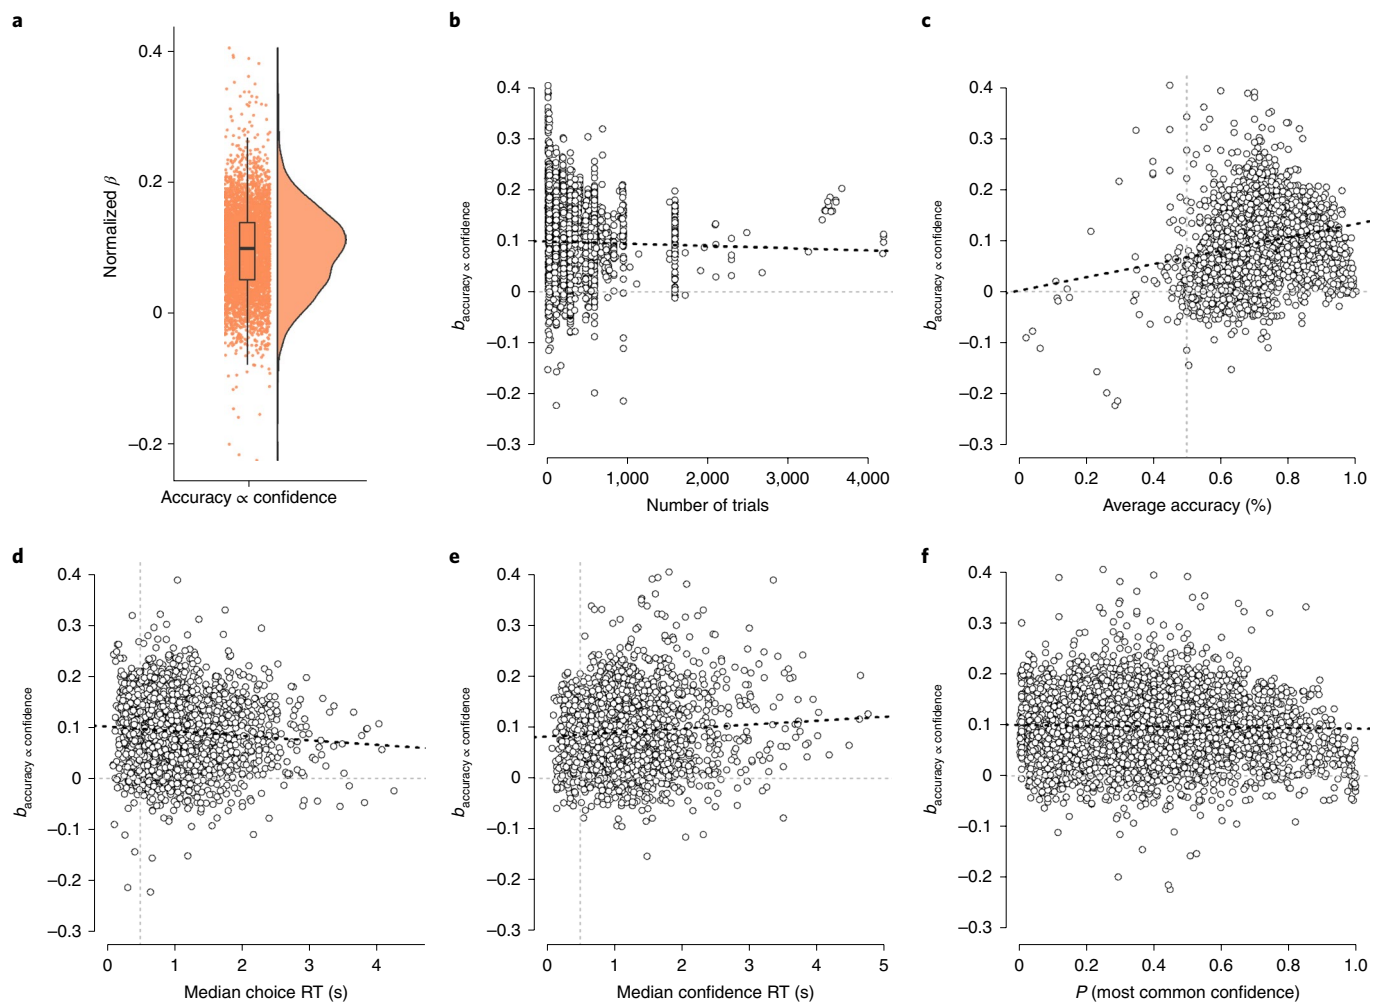 a
0.4
0.2
0
–0.2
Normalized β
Accuracy ∝ confidence
b
0.4
0.3
0.2
0.1
0
–0.1
–0.2
–0.3
b accuracy ∝ confidence
0 1,000 2,000 3,000 4,000
Number of trials
c
0.4
0.3
0.2
0.1
0
–0.1
–0.2
–0.3
b accuracy ∝ confidence
0 0.2 0.4 0.6 0.8 1.0
Average accuracy (%)
d
0.4
0.3
0.2
0.1
0
–0.1
–0.2
–0.3
b accuracy ∝ confidence
0 1 2 3 4
Median choice RT (s)
e
0.4
0.3
0.2
0.1
0
–0.1
–0.2
–0.3
b accuracy ∝ confidence
0 1 2 3 4 5
Median confidence RT (s)
f
0.4
0.3
0.2
0.1
0
–0.1
–0.2
–0.3
b accuracy ∝ confidence
0 0.2 0.4 0.6 0.8 1.0
P (most common confidence)